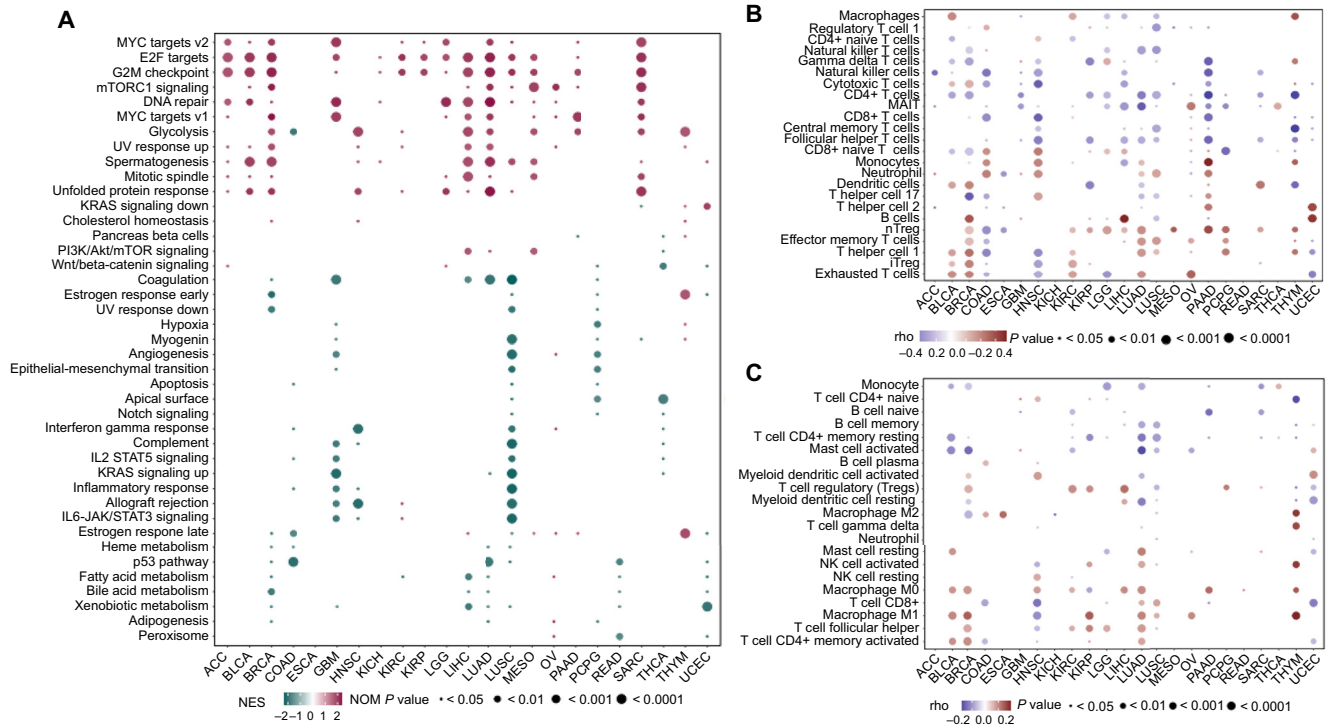 A
MYC targets v2
E2F targets
G2M checkpoint
mTORC1 signaling
DNA repair
MYC targets v1
Glycolysis
UV response up
Spermatogenesis
Mitotic spindle
Unfolded protein response
KRAS signaling down
Cholesterol homeostasis
Pancreas beta cells
PI3K/Akt/mTOR signaling
Wnt/beta-catenin signaling
Coagulation
Estrogen response early
UV response down
Hypoxia
Myogenin
Angiogenesis
Epithelial-mesenchymal transition
Apoptosis
Apical surface
Notch signaling
Interferon gamma response
Complement
IL2 STAT5 signaling
KRAS signaling up
Inflammatory response
Allograft rejection
IL6-JAK/STAT3 signaling
Estrogen respone late
Heme metabolism
p53 pathway
Fatty acid metabolism
Bile acid metabolism
Xenobiotic metabolism
Adipogenesis
Peroxisome
ACC BLCA BRCA COAD ESCA GBM HNSC KICH KIRC KIRP LGG LIHC LUAD LUSC MESO OV PAAD PCPG READ SARC THCA THYM UCEC
NES −2−1 0 1 2 NOM P value < 0.05 < 0.01 < 0.001 < 0.0001
B
Macrophages
Regulatory T cell 1
CD4+ naive T cells
Natural killer T cells
Gamma delta T cells
Natural killer cells
Cytotoxic T cells
CD4+ T cells
MAIT
CD8+ T cells
Central memory T cells
Follicular helper T cells
CD8+ naive T cells
Monocytes
Neutrophil
Dendritic cells
T helper cell 17
T helper cell 2
B cells
nTreg
Effector memory T cells
T helper cell 1
iTreg
Exhausted T cells
ACC BLCA BRCA COAD ESCA GBM HNSC KICH KIRC KIRP LGG LIHC LUAD LUSC MESO OV PAAD PCPG READ SARC THCA THYM UCEC
rho −0.4 0.2 0.0 −0.2 0.4 P value < 0.05 < 0.01 < 0.001 < 0.0001
C
Monocyte
T cell CD4+ naive
B cell naive
B cell memory
T cell CD4+ memory resting
Mast cell activated
B cell plasma
Myeloid dendritic cell activated
T cell regulatory (Tregs)
Myeloid dendritic cell resting
Macrophage M2
T cell gamma delta
Neutrophil
Mast cell resting
NK cell activated
NK cell resting
Macrophage M0
T cell CD8+
Macrophage M1
T cell follicular helper
T cell CD4+ memory activated
ACC BLCA BRCA COAD ESCA GBM HNSC KICH KIRC KIRP LGG LIHC LUAD LUSC MESO OV PAAD PCPG READ SARC THCA THYM UCEC
rho −0.2 0.0 0.2 P value < 0.05 < 0.01 < 0.001 < 0.0001